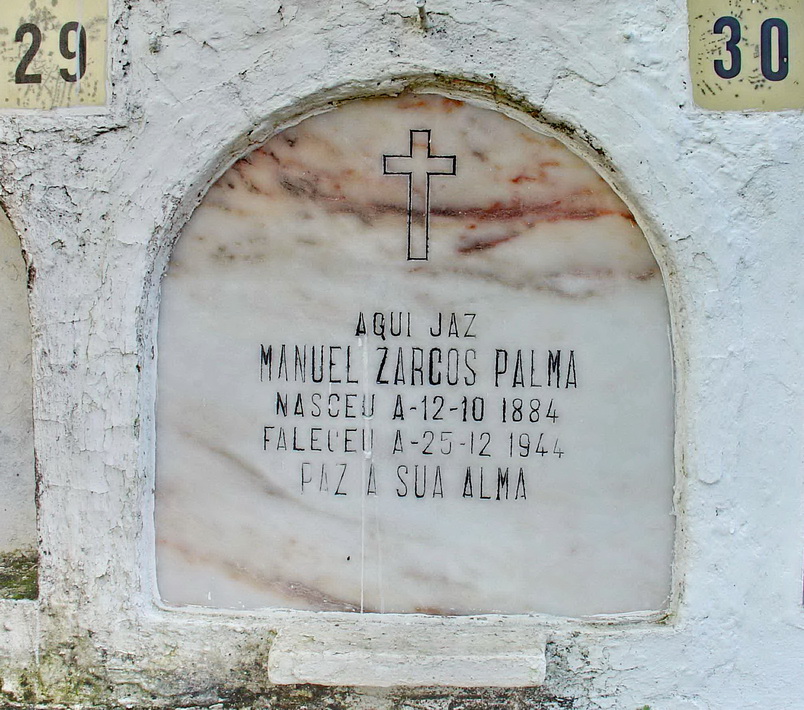 29
30
AQUI JAZ
MANUEL ZARCOS PALMA
NASCEU A-12-10 1884
FALECEU A-25-12 1944
PAZ A SUA ALMA